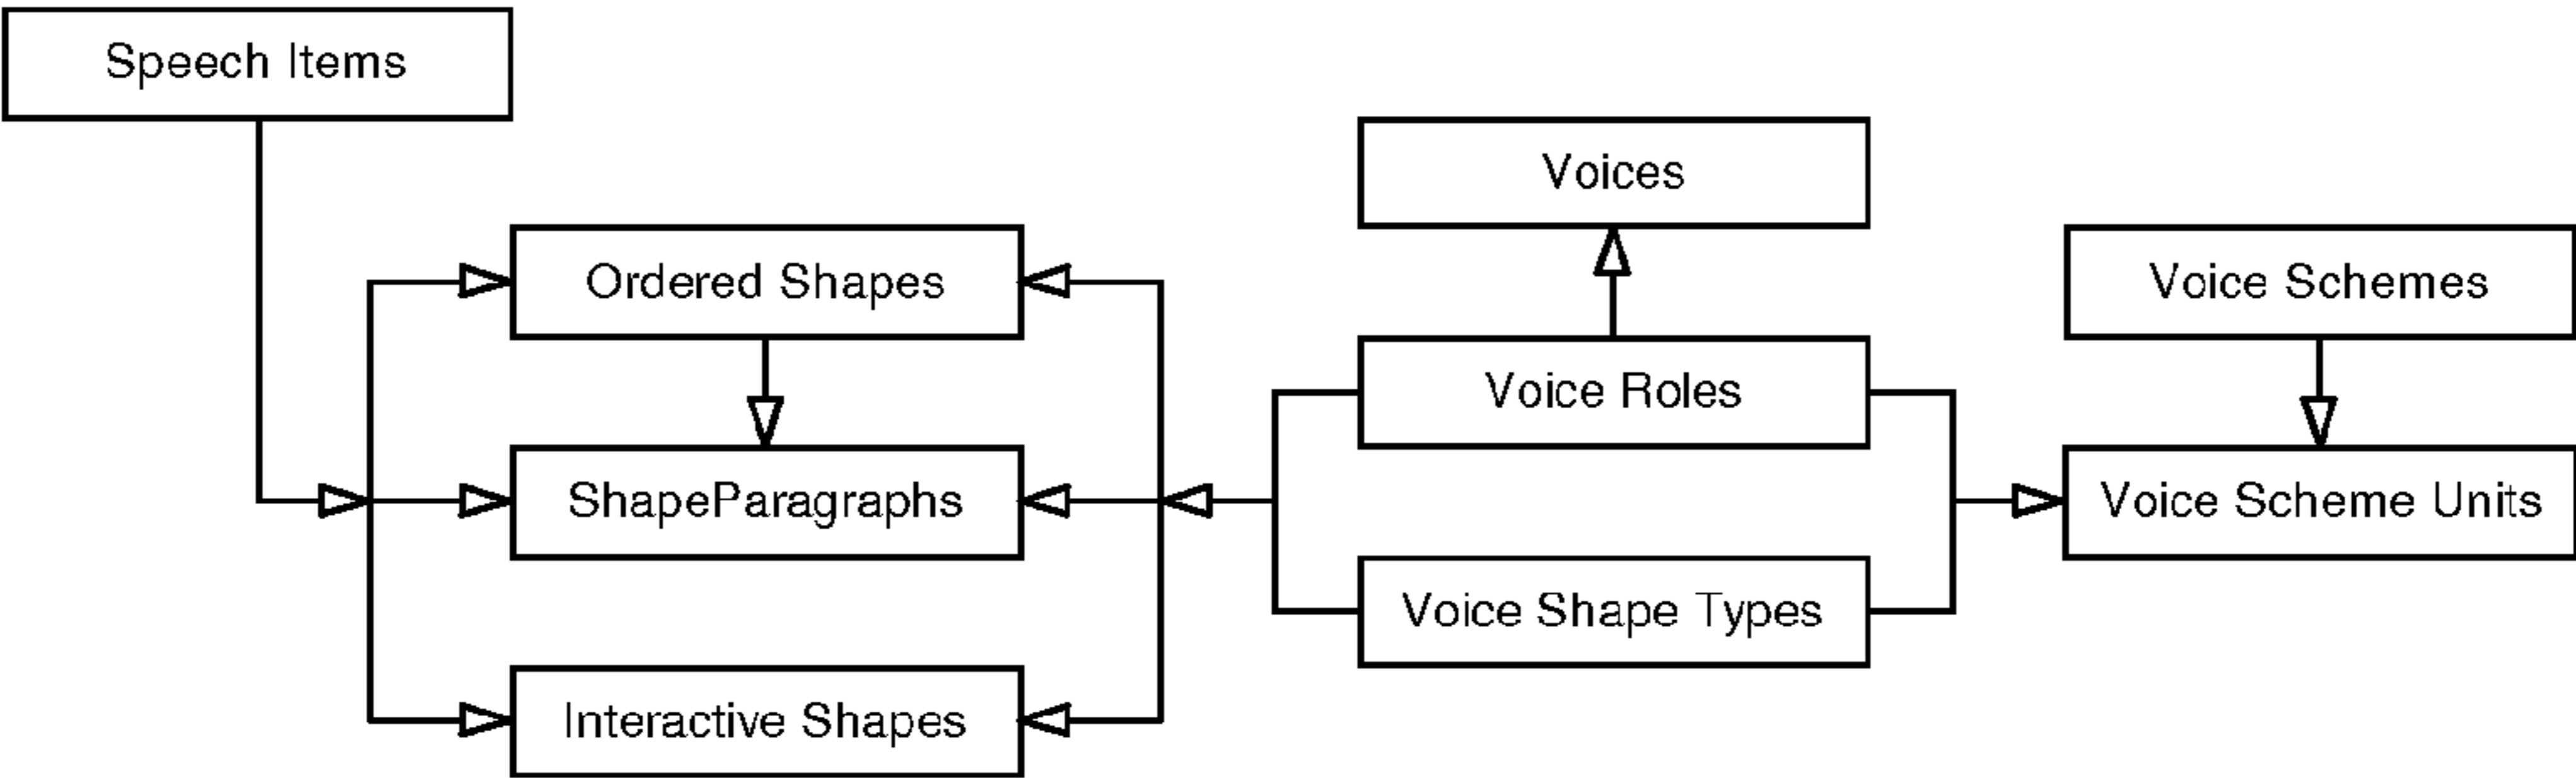 Speech Items
Voices
Ordered Shapes
Voice Schemes
Voice Roles
ShapeParagraphs
Voice Scheme Units
Voice Shape Types
Interactive Shapes